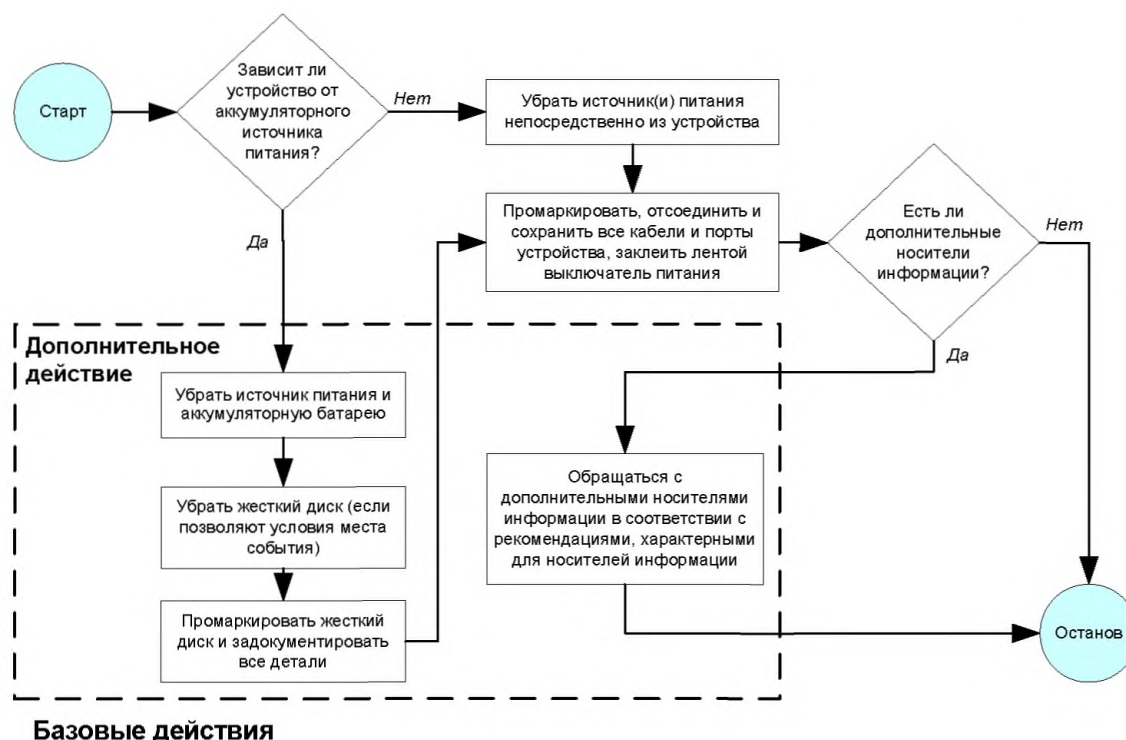 Старт
Зависит ли
устройство от
аккумуляторного
источника
питания?
Нет
Убрать источник(и) питания
непосредственно из устройства
Промаркировать, отсоединить и
сохранить все кабели и порты
устройства, заклеить лентой
выключатель питания
Есть ли
дополнительные
носители
информации?
Нет
Да
Да
Дополнительное
действие
Убрать источник питания и
аккумуляторную батарею
Убрать жесткий диск (если
позволяют условия места
события)
Промаркировать жесткий
диск и задокументировать
все детали
Обращаться с
дополнительными носителями
информации в соответствии с
рекомендациями, характерными
для носителей информации
Останов
Базовые действия